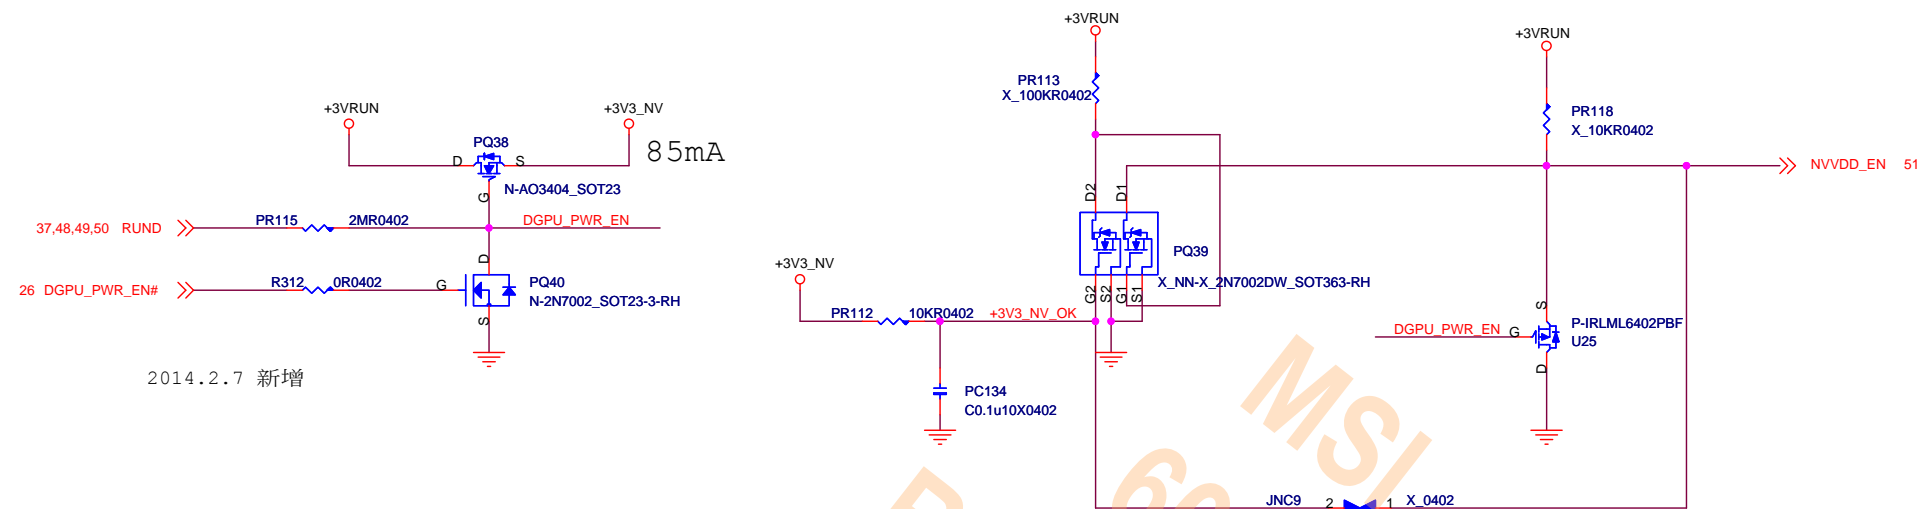 +3VRUN
+3V3_NV
PQ38
D
S
85mA
N-AO3404_SOT23
G
37,48,49,50 RUND
PR115
2MR0402
DGPU_PWR_EN
D
26 DGPU_PWR_EN#
R312
0R0402
G
PQ40
N-2N7002_SOT23-3-RH
S
2014.2.7 新增
+3VRUN
PR113
X_100KR0402
D2
D1
PQ39
X_NN-X_2N7002DW_SOT363-RH
G2
S2
G1
S1
+3V3_NV
PR112
10KR0402
+3V3_NV_OK
PC134
C0.1u10X0402
+3VRUN
PR118
X_10KR0402
NVVDD_EN 51
S
DGPU_PWR_EN
G
P-IRLML6402PBF
U25
D
JNC9
2
1
X_0402
MSI